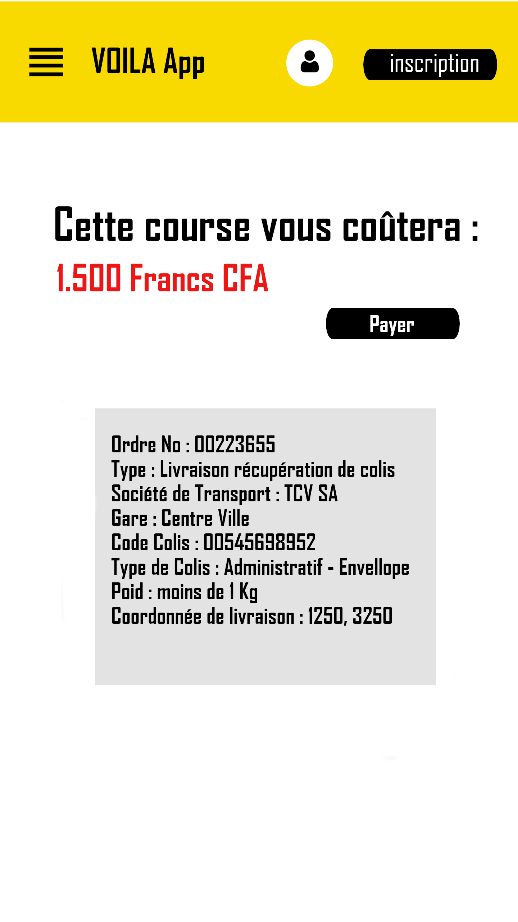 VOILA App
inscription
Cette course vous coûtera :
1.500 Francs CFA
Payer
Ordre No : 00223655
Type : Livraison récupération de colis
Société de Transport : TCV SA
Gare : Centre Ville
Code Colis : 00545698952
Type de Colis : Administratif - Envellope
Poid : moins de 1 Kg
Coordonnée de livraison : 1250, 3250